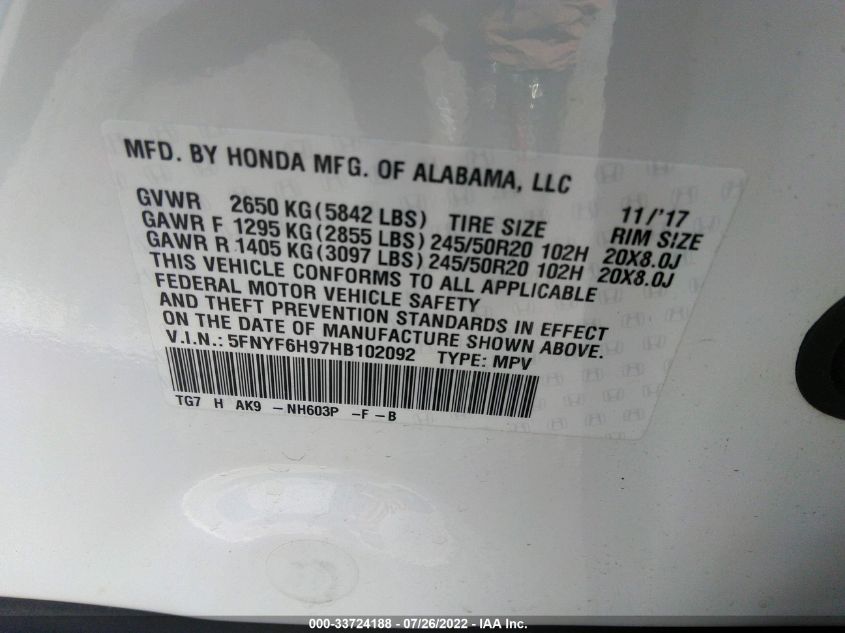 MFD. BY HONDA MFG. OF ALABAMA, LLC
GVWR 2650 KG (5842 LBS) TIRE SIZE 11/'17 RIM SIZE
GAWR F 1295 KG (2855 LBS) 245/50R20 102H 20X8.0J
GAWR R 1405 KG (3097 LBS) 245/50R20 102H 20X8.0J
THIS VEHICLE CONFORMS TO ALL APPLICABLE
FEDERAL MOTOR VEHICLE SAFETY
AND THEFT PREVENTION STANDARDS IN EFFECT
ON THE DATE OF MANUFACTURE SHOWN ABOVE.
V.I.N.: 5FNYF6H97HB102092 TYPE: MPV
TG7 H AK9 -NH603P -F-B
000-33724188 - 07/26/2022 - IAA Inc.